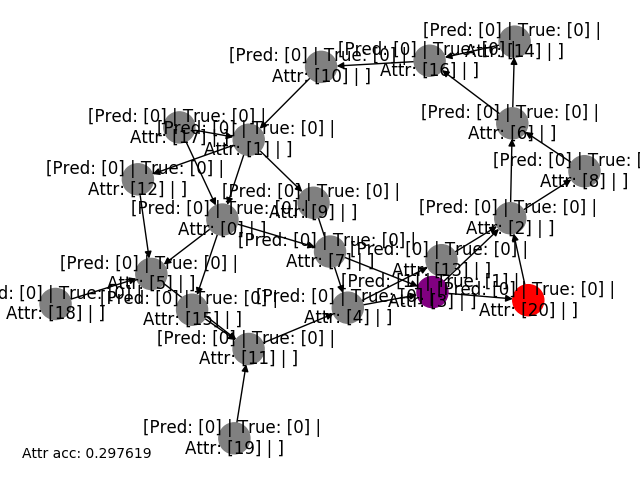 [Pred: [0] | True: [0] |
Attr: [14] | ]
[Pred: [0] | True: [0] |
Attr: [16] | ]
[Pred: [0] | True: [0] |
Attr: [10] | ]
[Pred: [0] | True: [0] |
Attr: [6] | ]
[Pred: [0] | True: [0] |
Attr: [17] | ]
[Pred: [0] | True: [0] |
Attr: [1] | ]
[Pred: [0] | True: [0] |
Attr: [8] | ]
[Pred: [0] | True: [0] |
Attr: [12] | ]
[Pred: [0] | True: [0] |
Attr: [9] | ]
[Pred: [0] | True: [0] |
Attr: [0] | ]
[Pred: [0] | True: [0] |
Attr: [2] | ]
[Pred: [0] | True: [0] |
Attr: [7] | ]
[Pred: [0] | True: [0] |
Attr: [13] | ]
[Pred: [0] | True: [0] |
Attr: [5] | ]
True: [1] |
Attr: [3] | ]
d: [0] | True: [0] |
Attr: [18] | ]
[Pred: [0] | True: [0] |
Attr: [15] | ]
[Pred: [0] | True: [0] |
Attr: [4] | ]
True: [0] |
Attr: [20] | ]
[Pred: [0] | True: [0] |
Attr: [11] | ]
[Pred: [0] | True: [0] |
Attr: [19] | ]
Attr acc: 0.297619